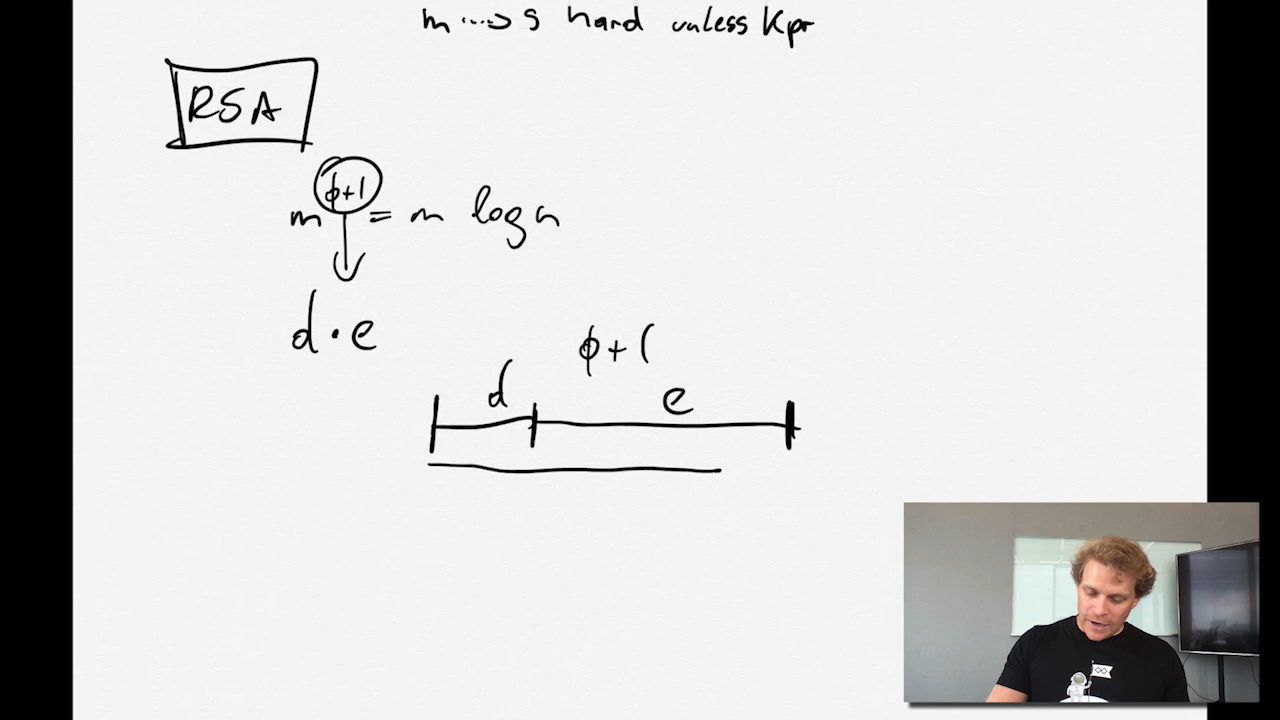 m ⇢ s hard unless Kpr
RSA
m^ϕ+1 = m log n
d · e
ϕ+1
d e